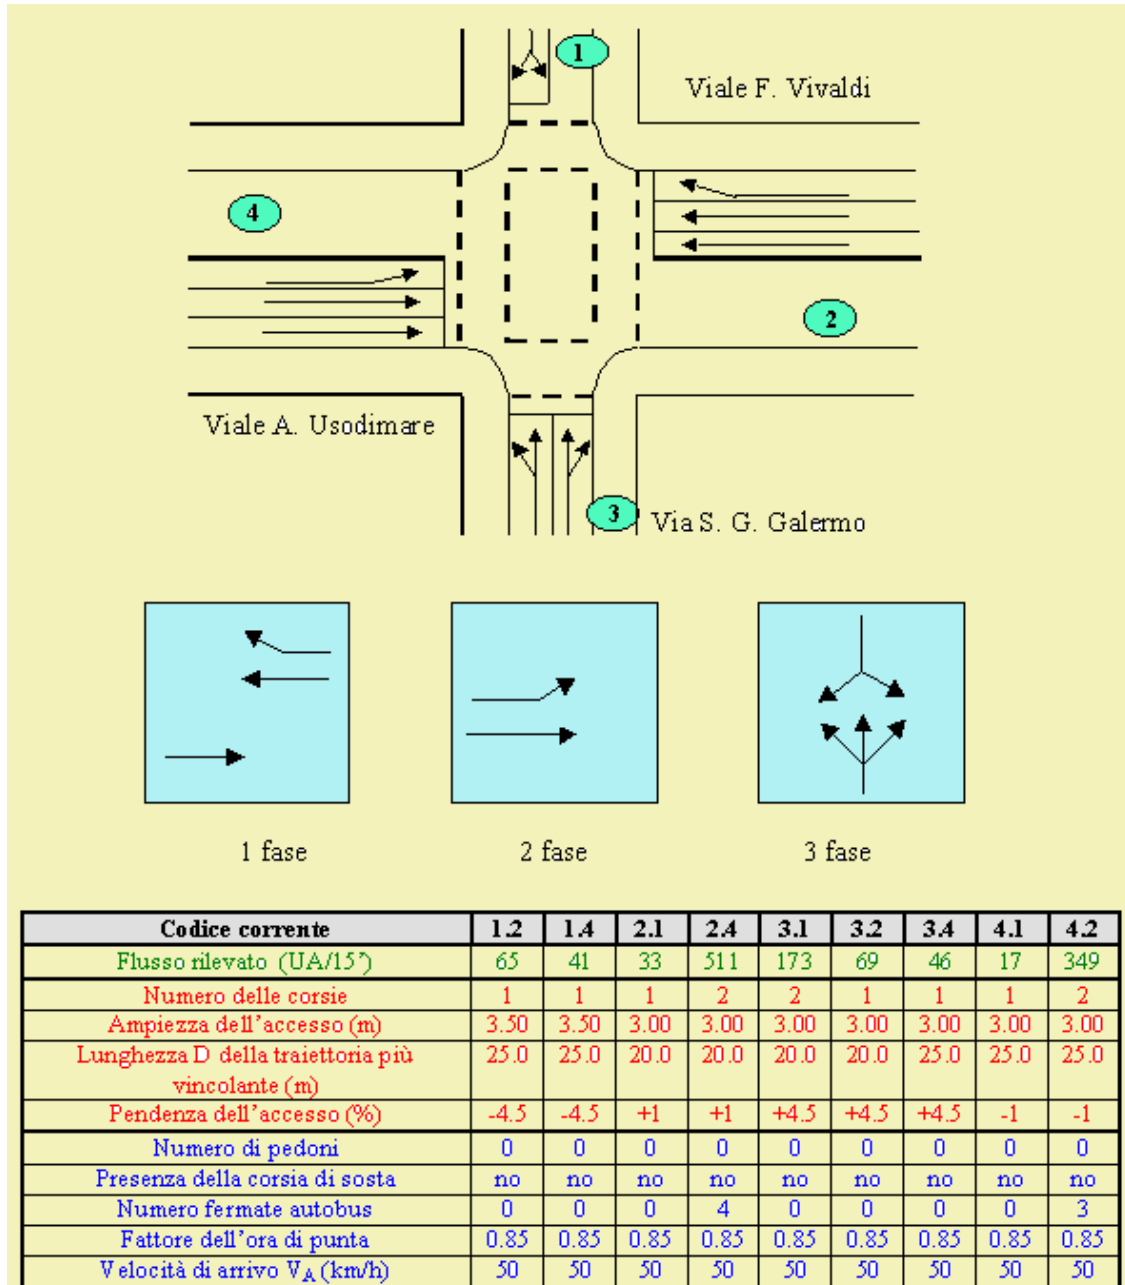 1
Viale F. Vivaldi
4
2
Viale A. Usodimare
3
Via S. G. Galermo
1 fase
2 fase
3 fase
Codice corrente 1.2 1.4 2.1 2.4 3.1 3.2 3.4 4.1 4.2
Flusso rilevato (UA/15’) 65 41 33 511 173 69 46 17 349
Numero delle corsie 1 1 1 2 2 1 1 1 2
Ampiezza dell’accesso (m) 3.50 3.50 3.00 3.00 3.00 3.00 3.00 3.00 3.00
Lunghezza D della traiettoria più 25.0 25.0 20.0 20.0 20.0 20.0 25.0 25.0 25.0
vincolante (m)
Pendenza dell’accesso (%) -4.5 -4.5 +1 +1 +4.5 +4.5 +4.5 -1 -1
Numero di pedoni 0 0 0 0 0 0 0 0 0
Presenza della corsia di sosta no no no no no no no no no
Numero fermate autobus 0 0 0 4 0 0 0 0 3
Fattore dell’ora di punta 0.85 0.85 0.85 0.85 0.85 0.85 0.85 0.85 0.85
Velocità di arrivo VA (km/h) 50 50 50 50 50 50 50 50 50